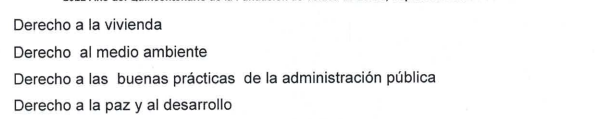 Derecho a la vivienda
Derecho al medio ambiente
Derecho a las buenas prácticas de la administración pública
Derecho a la paz y al desarrollo